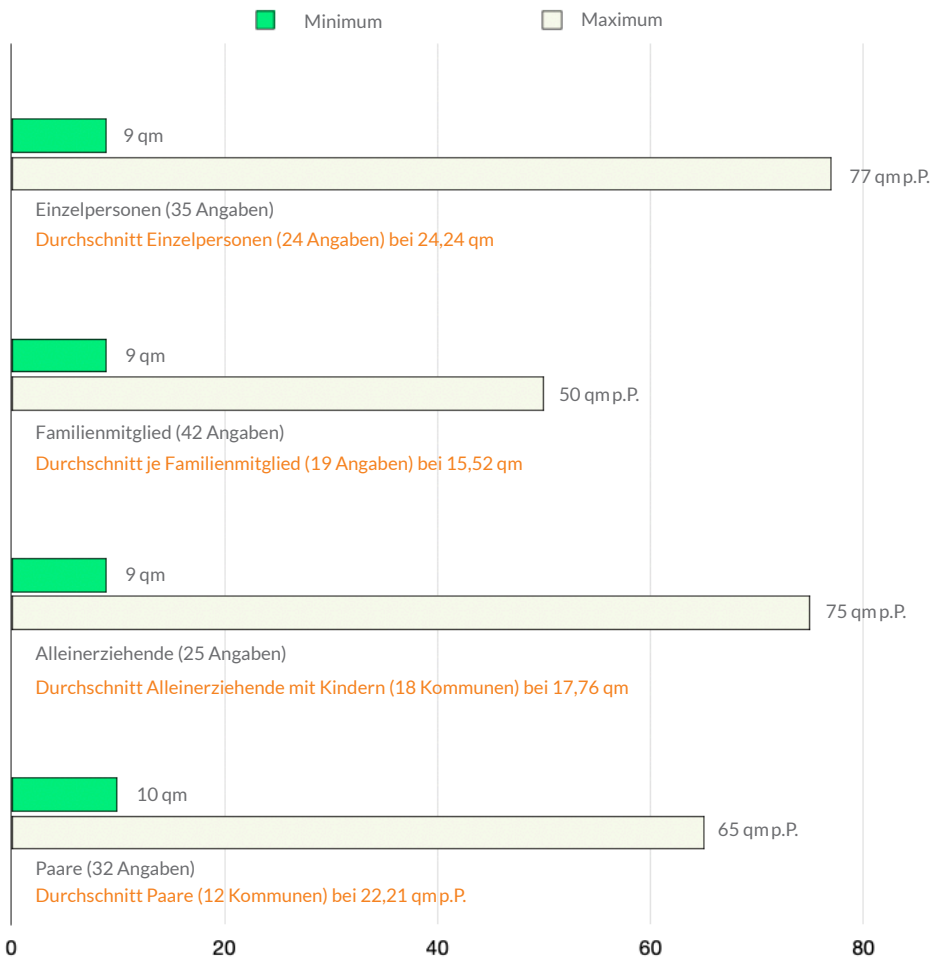 Minimum
Maximum
9 qm
77 qm p.P.
Einzelpersonen (35 Angaben)
Durchschnitt Einzelpersonen (24 Angaben) bei 24,24 qm
9 qm
50 qm p.P.
Familienmitglied (42 Angaben)
Durchschnitt je Familienmitglied (19 Angaben) bei 15,52 qm
9 qm
75 qm p.P.
Alleinerziehende (25 Angaben)
Durchschnitt Alleinerziehende mit Kindern (18 Kommunen) bei 17,76 qm
10 qm
65 qm p.P.
Paare (32 Angaben)
Durchschnitt Paare (12 Kommunen) bei 22,21 qm p.P.
0 20 40 60 80